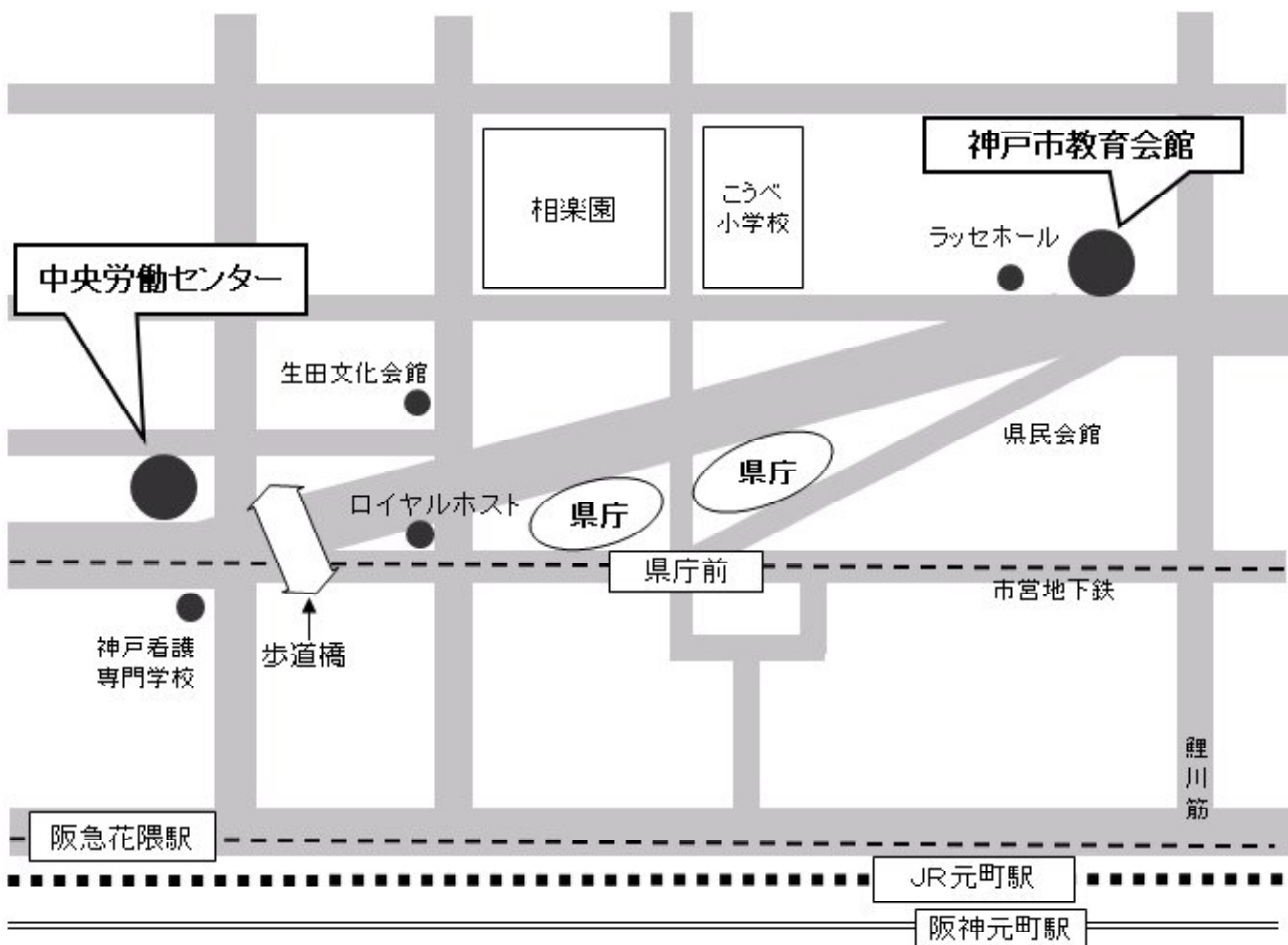 神戸市教育会館
相楽園
こうべ
小学校
ラッセホール
中央労働センター
生田文化会館
県民会館
県庁
ロイヤルホスト
県庁
県庁前
市営地下鉄
神戸看護
専門学校
歩道橋
鯉川筋
阪急花隈駅
JR元町駅
阪神元町駅